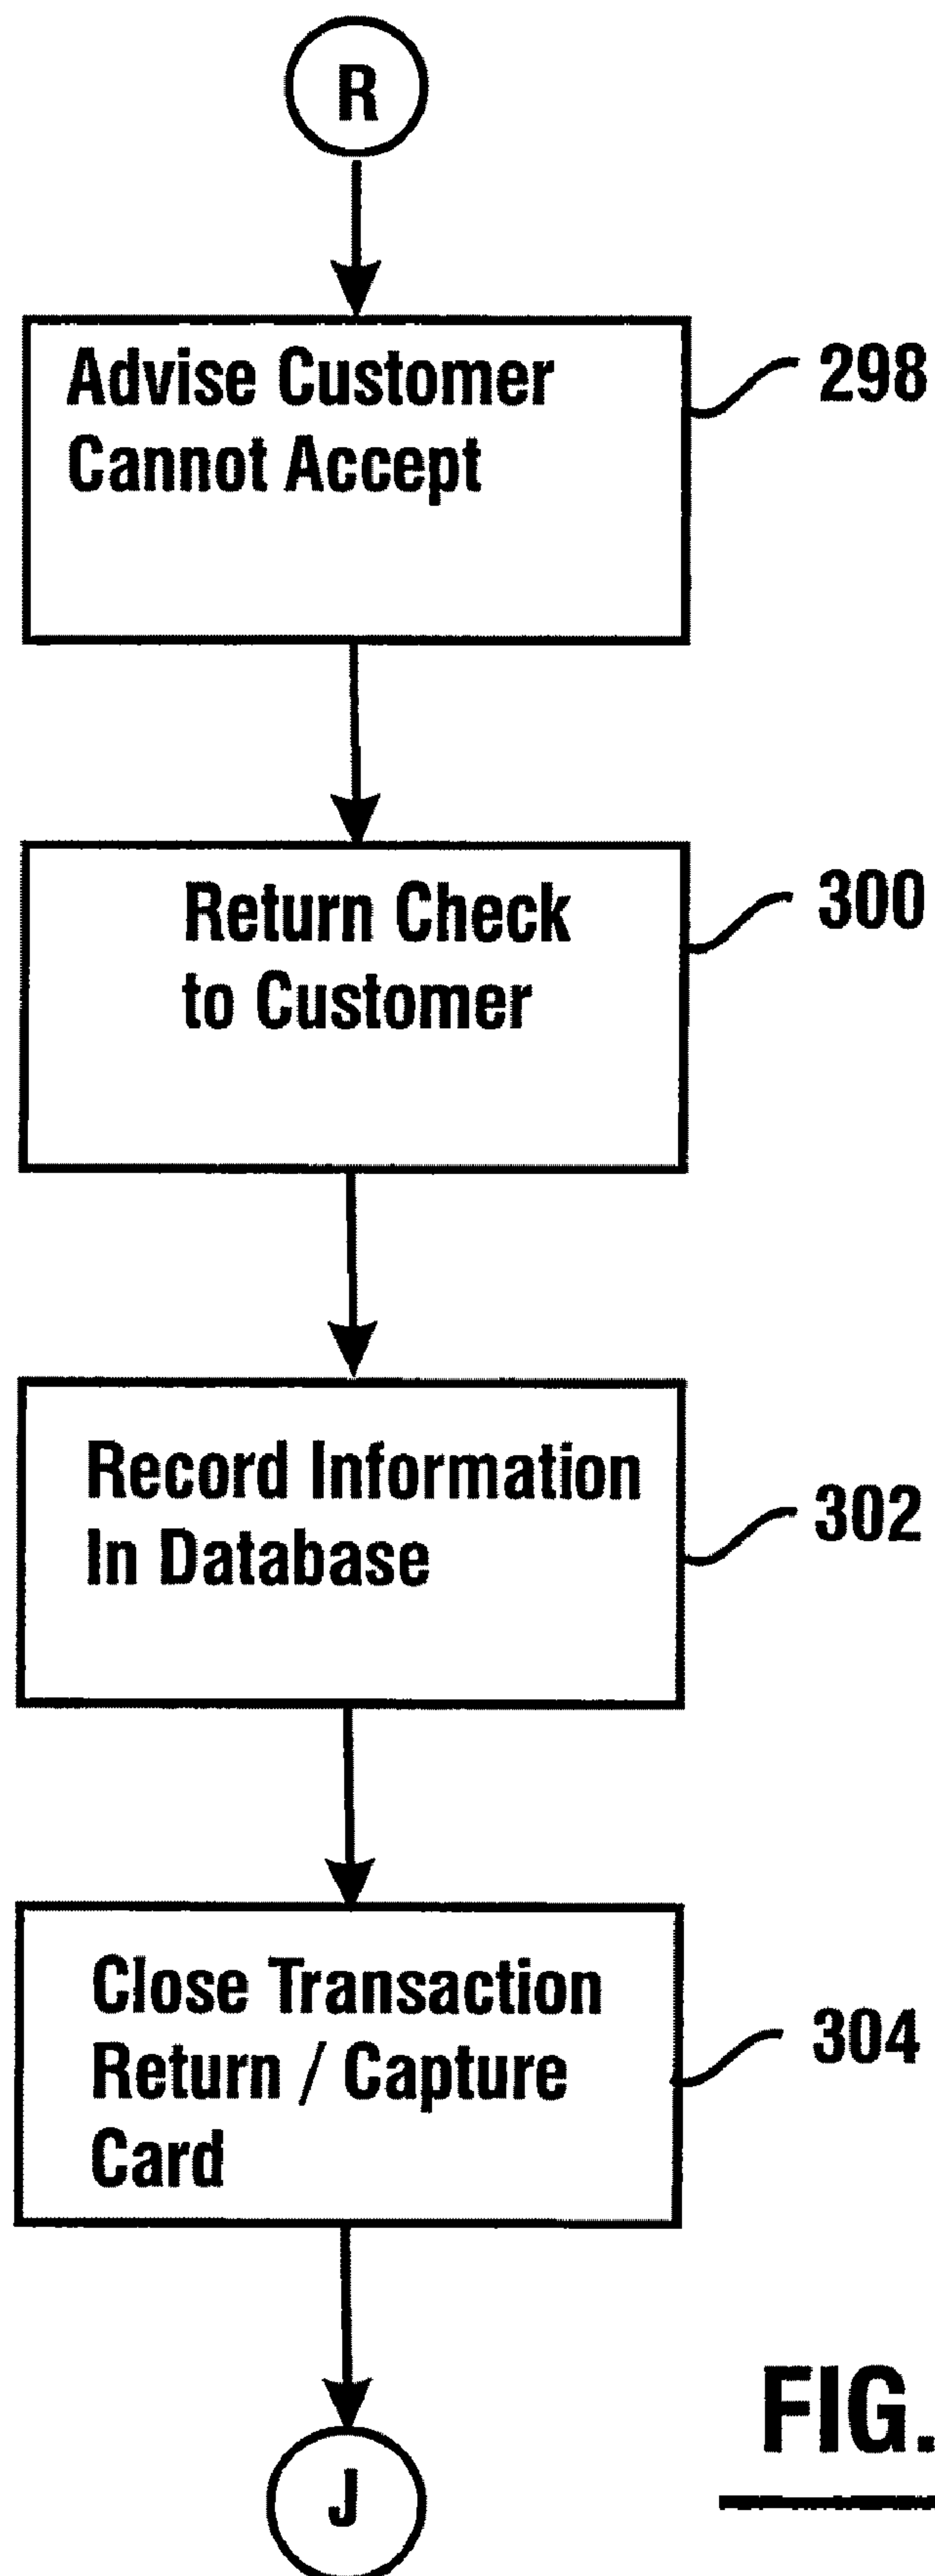 R
Advise Customer
Cannot Accept
298
Return Check
to Customer
300
Record Information
In Database
302
Close Transaction
Return / Capture
Card
304
FIG.
J